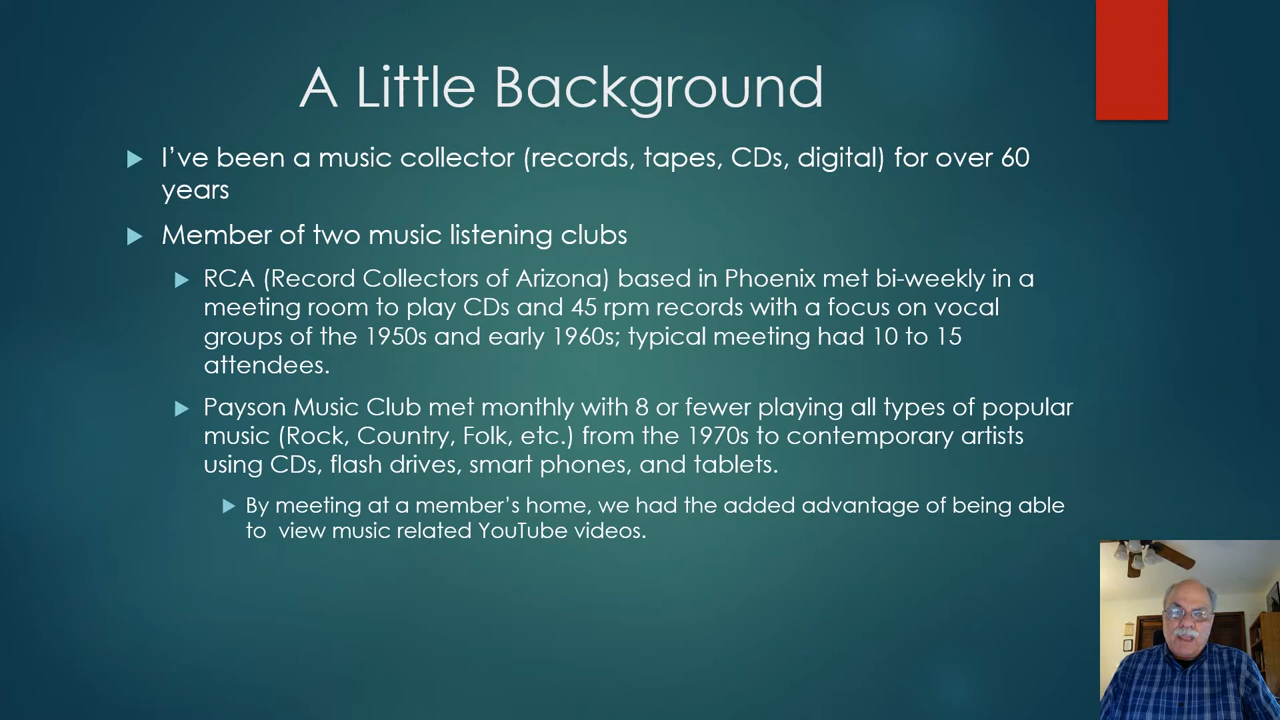 A Little Background
I've been a music collector (records, tapes, CDs, digital) for over 60
years
Member of two music listening clubs
RCA (Record Collectors of Arizona) based in Phoenix met bi-weekly in a
meeting room to play CDs and 45 rpm records with a focus on vocal
groups of the 1950s and early 1960s; typical meeting had 10 to 15
attendees.
Payson Music Club met monthly with 8 or fewer playing all types of popular
music (Rock, Country, Folk, etc.) from the 1970s to contemporary artists
using CDs, flash drives, smart phones, and tablets.
By meeting at a member's home, we had the added advantage of being able
to  view music related YouTube videos.